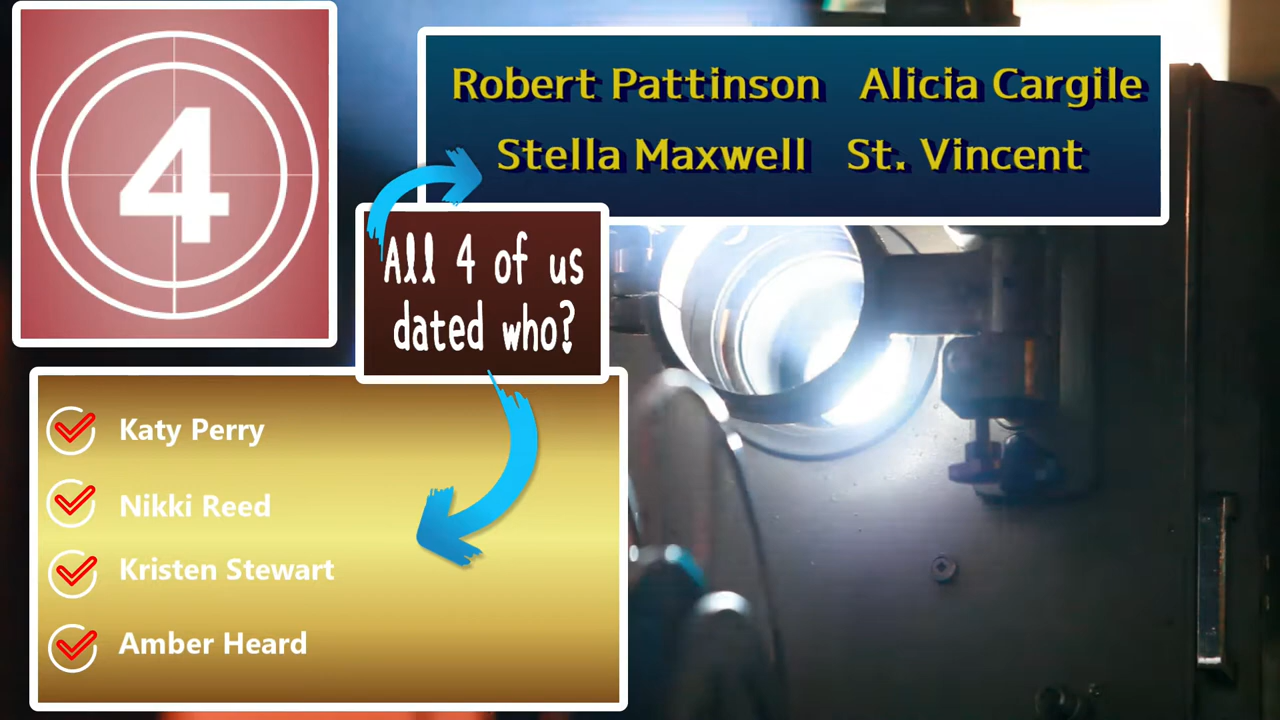 4
Robert Pattinson Alicia Cargile
Stella Maxwell St. Vincent
All 4 of us
dated who?
Katy Perry
Nikki Reed
Kristen Stewart
Amber Heard